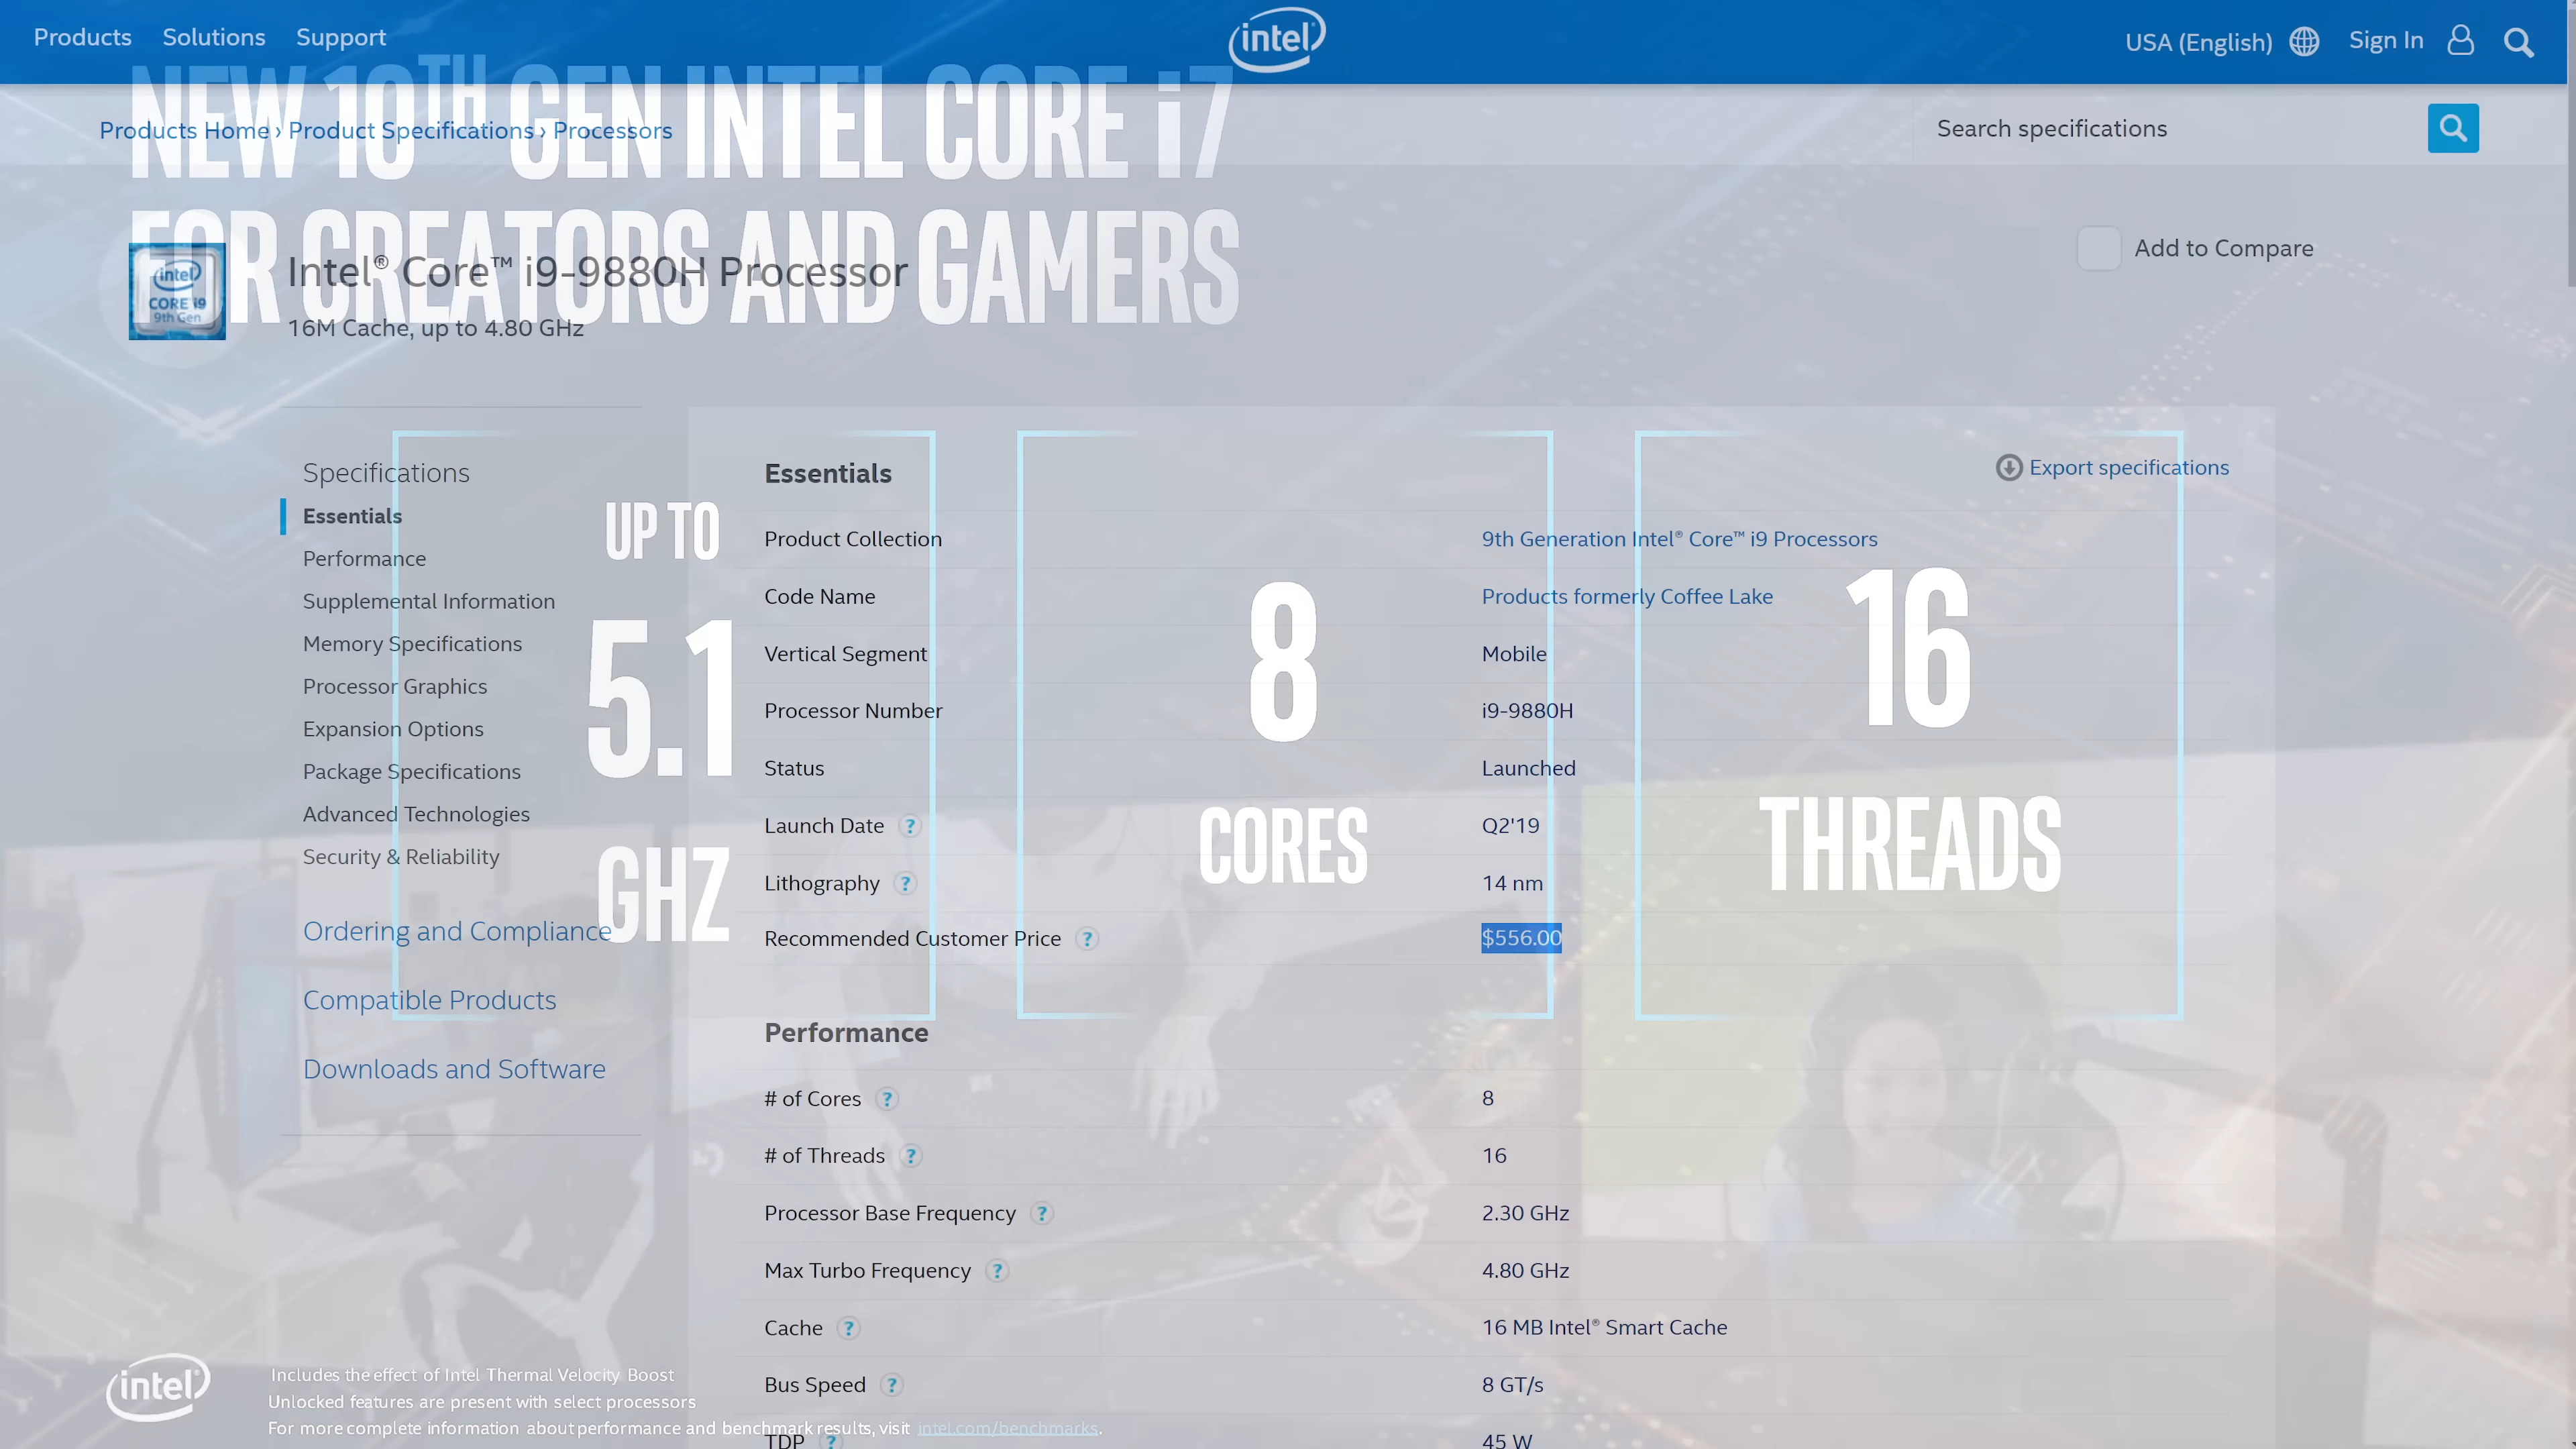 Products Solutions Support
intel
USA (English) Sign In
NEW 10TH GEN INTEL CORE i7
Products Home › Product Specifications › Processors
Search specifications
FOR CREATORS AND GAMERS
Add to Compare
intel
CORE i9
9th Gen
Intel® Core™ i9-9880H Processor
16M Cache, up to 4.80 GHz
Specifications
Essentials
Performance
Supplemental Information
Memory Specifications
Processor Graphics
Expansion Options
Package Specifications
Advanced Technologies
Security & Reliability
Ordering and Compliance
Compatible Products
Downloads and Software
UP TO
5.1
GHZ
8
CORES
16
THREADS
Essentials
Export specifications
Product Collection 9th Generation Intel® Core™ i9 Processors
Code Name Products formerly Coffee Lake
Vertical Segment Mobile
Processor Number i9-9880H
Status Launched
Launch Date ? Q2'19
Lithography ? 14 nm
Recommended Customer Price ? $556.00
Performance
# of Cores ? 8
# of Threads ? 16
Processor Base Frequency ? 2.30 GHz
Max Turbo Frequency ? 4.80 GHz
Cache ? 16 MB Intel® Smart Cache
Bus Speed ? 8 GT/s
TDP ? 45 W
intel
Includes the effect of Intel Thermal Velocity Boost
Unlocked features are present with select processors
For more complete information about performance and benchmark results, visit intel.com/benchmarks.